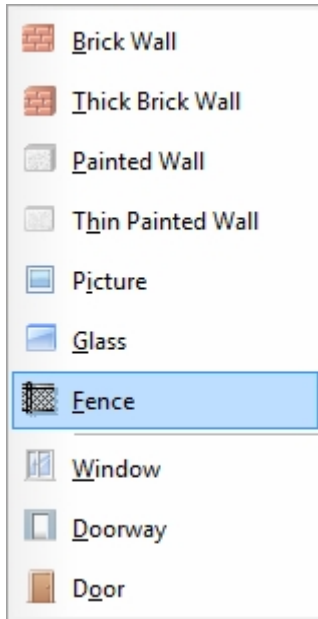 Brick Wall
Thick Brick Wall
Painted Wall
Thin Painted Wall
Picture
Glass
Fence
Window
Doorway
Door